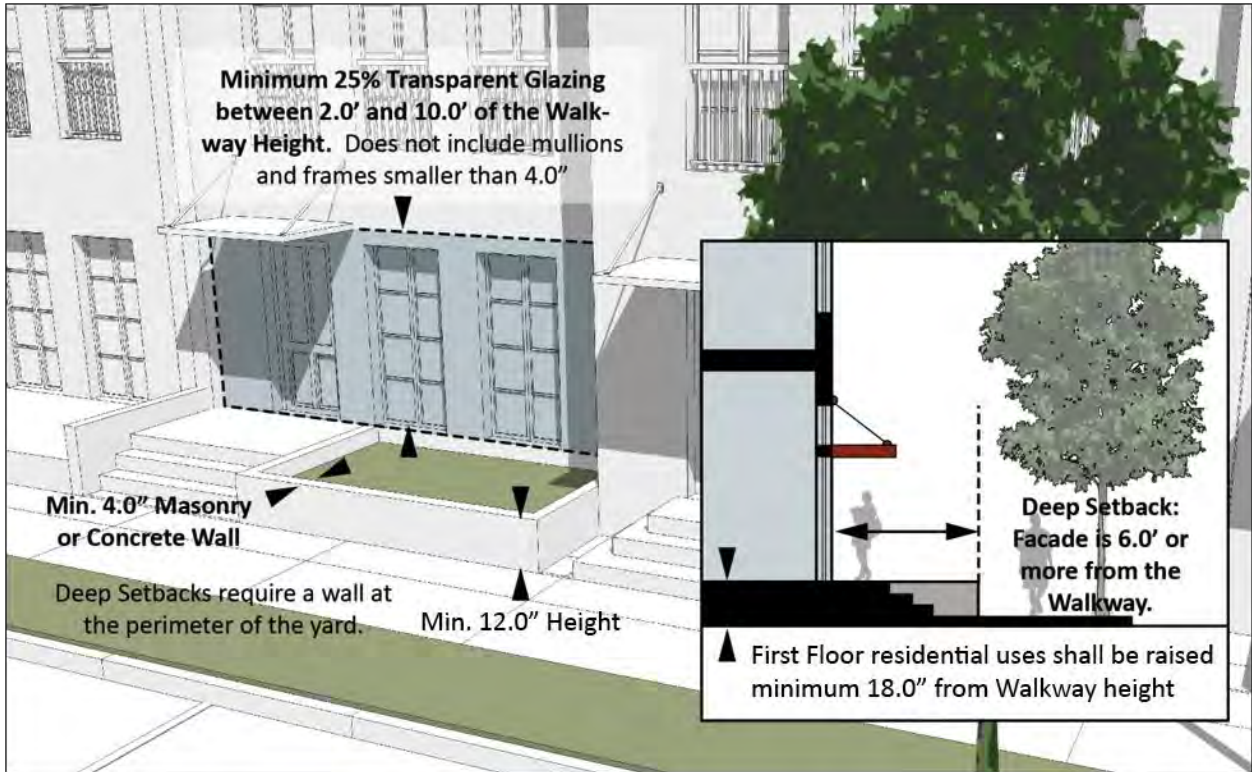 Minimum 25% Transparent Glazing
between 2.0’ and 10.0’ of the Walk-
way Height. Does not include mullions
and frames smaller than 4.0”
Min. 4.0” Masonry
or Concrete Wall
Deep Setbacks require a wall at
the perimeter of the yard.
Min. 12.0” Height
Deep Setback:
Facade is 6.0’ or
more from the
Walkway.
First Floor residential uses shall be raised
minimum 18.0” from Walkway height